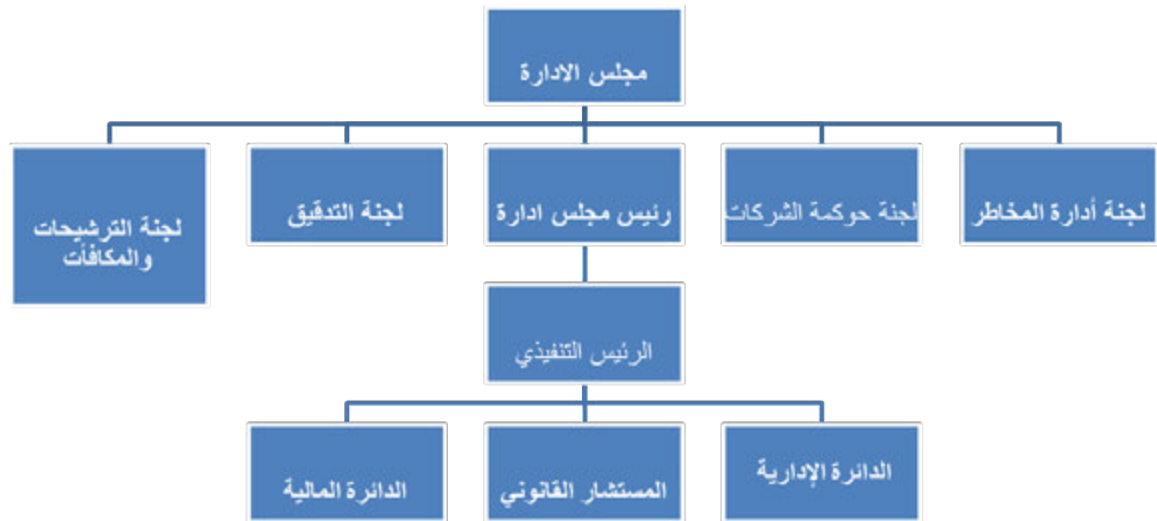 مجلس الادارة
لجنة أدارة المخاطر
لجنة حوكمة الشركات
رئيس مجلس ادارة
لجنة التدقيق
لجنة الترشيحات
والمكافأت
الرئيس التنفيذي
الدائرة الإدارية
المستشار القانوني
الدائرة المالية